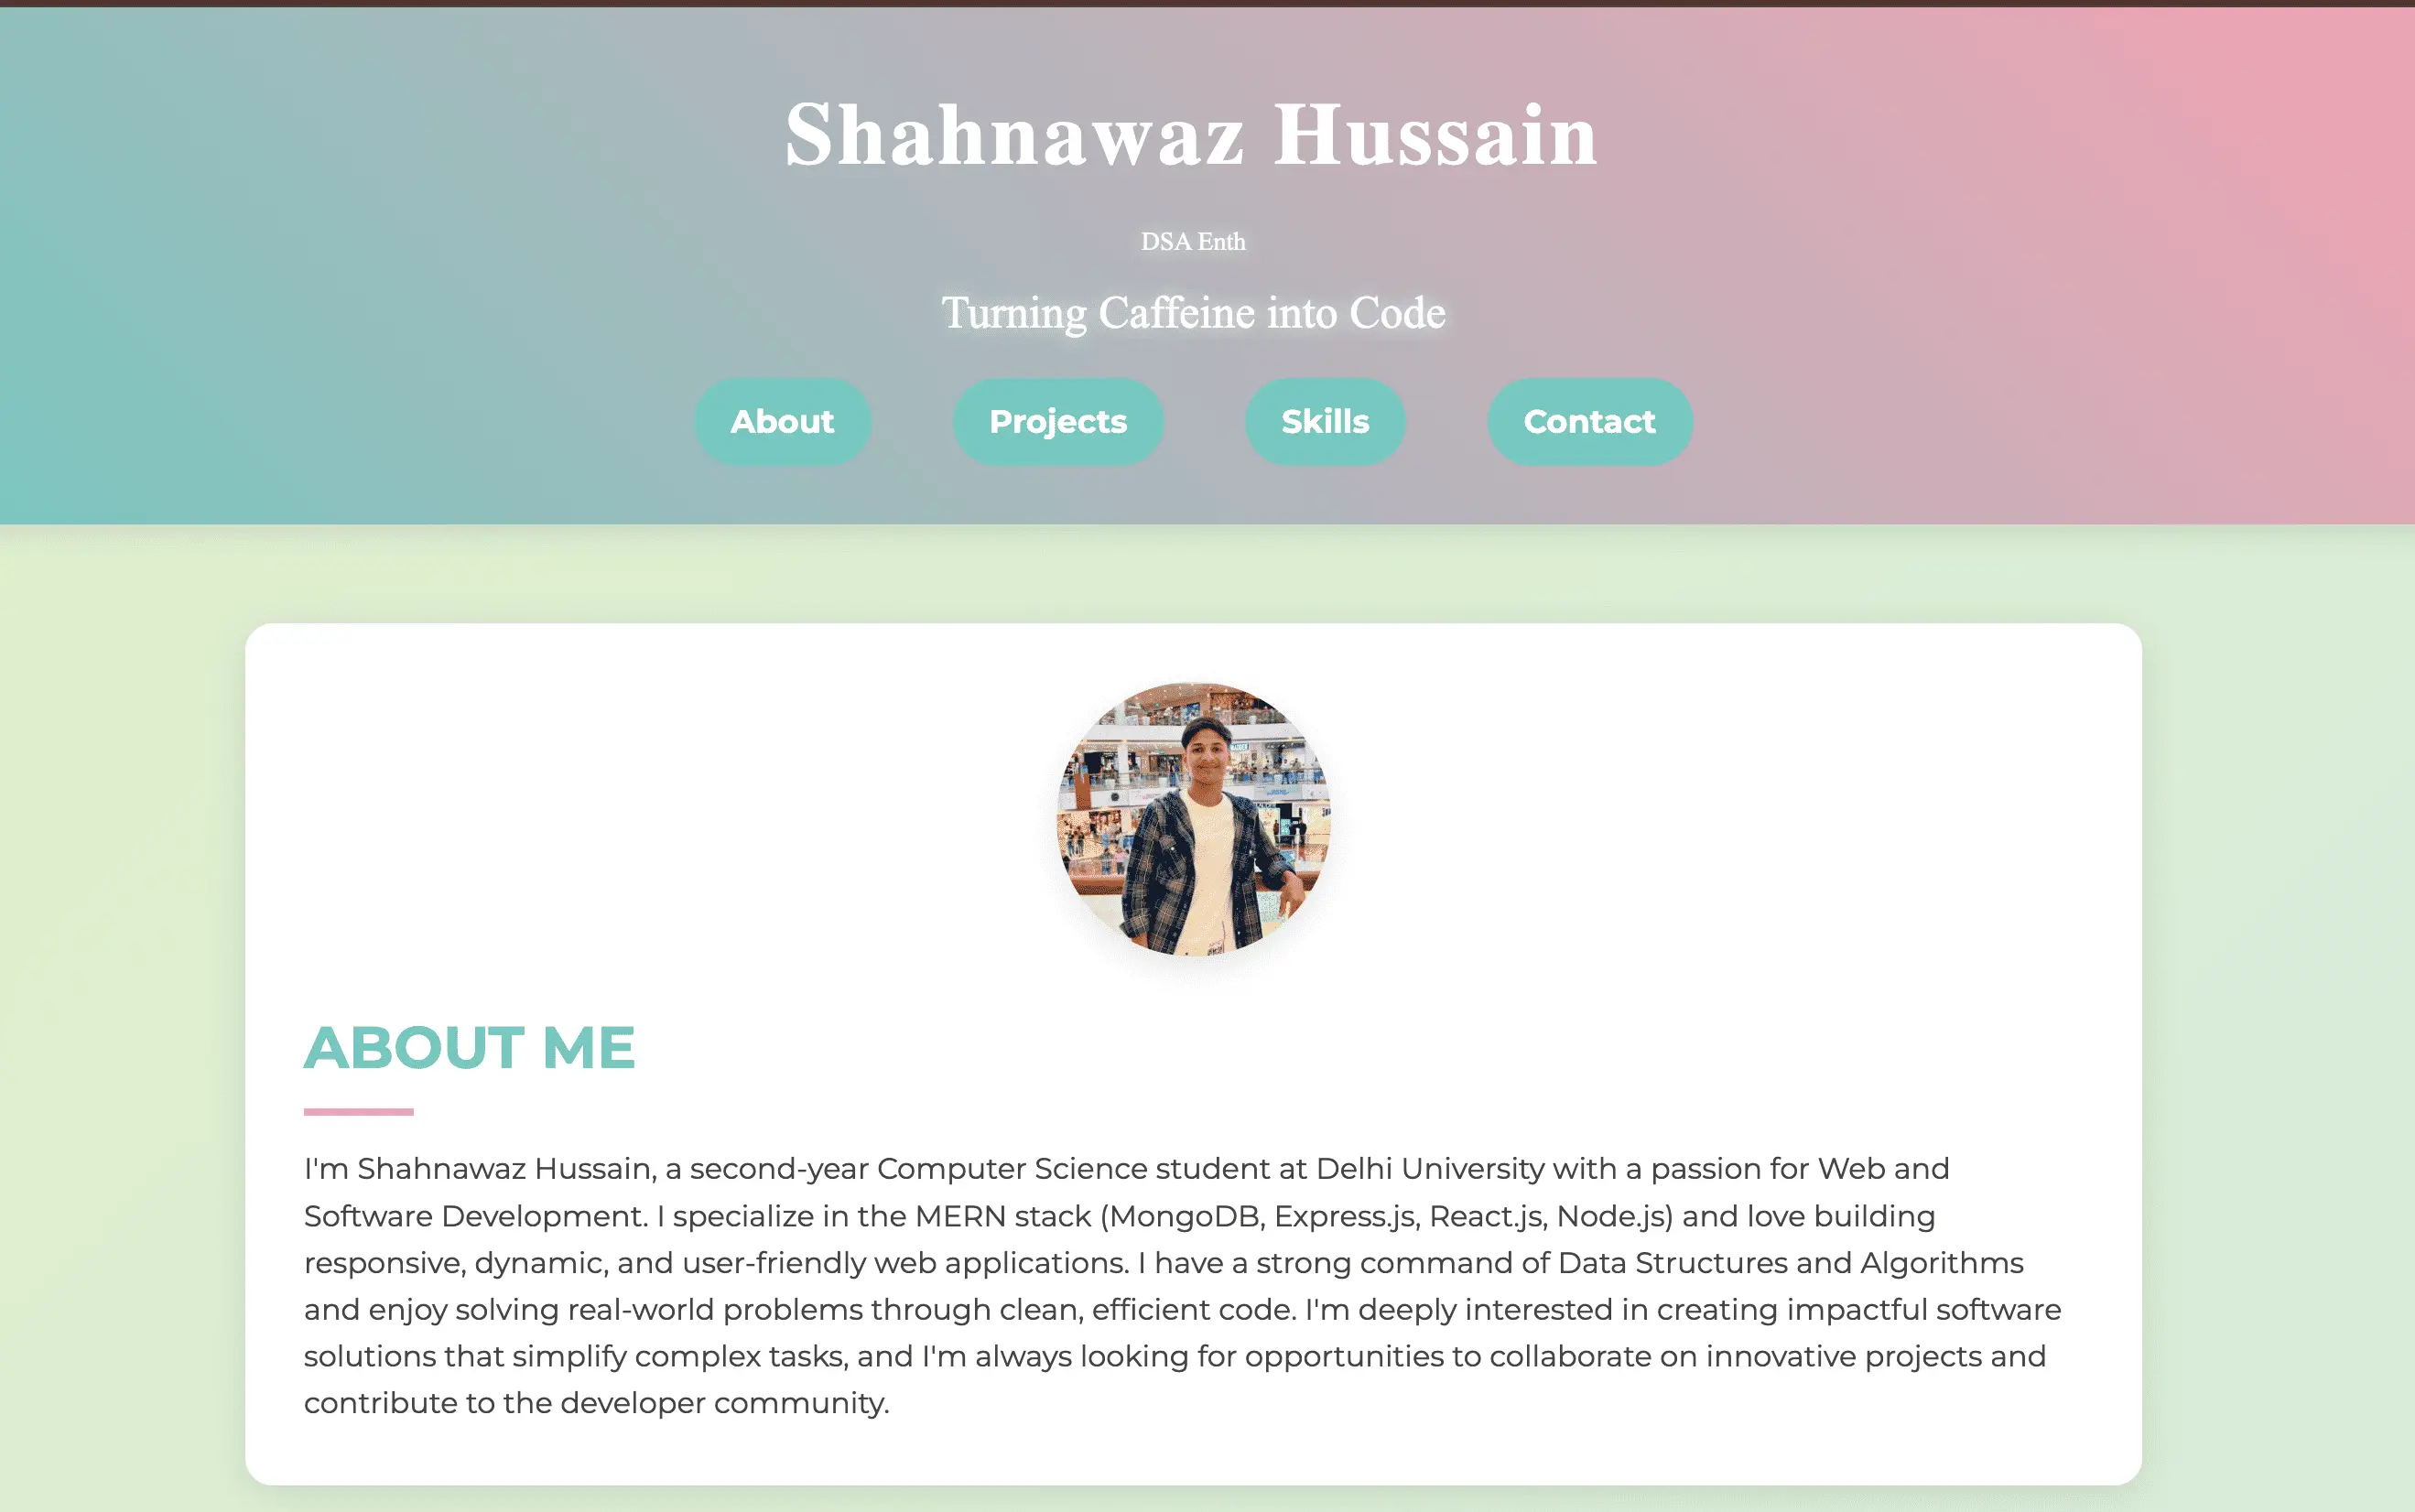 Shahnawaz Hussain
DSA Enth
Turning Caffeine into Code
About
Projects
Skills
Contact
ABOUT ME
I'm Shahnawaz Hussain, a second-year Computer Science student at Delhi University with a passion for Web and
Software Development. I specialize in the MERN stack (MongoDB, Express.js, React.js, Node.js) and love building
responsive, dynamic, and user-friendly web applications. I have a strong command of Data Structures and Algorithms
and enjoy solving real-world problems through clean, efficient code. I'm deeply interested in creating impactful software
solutions that simplify complex tasks, and I'm always looking for opportunities to collaborate on innovative projects and
contribute to the developer community.